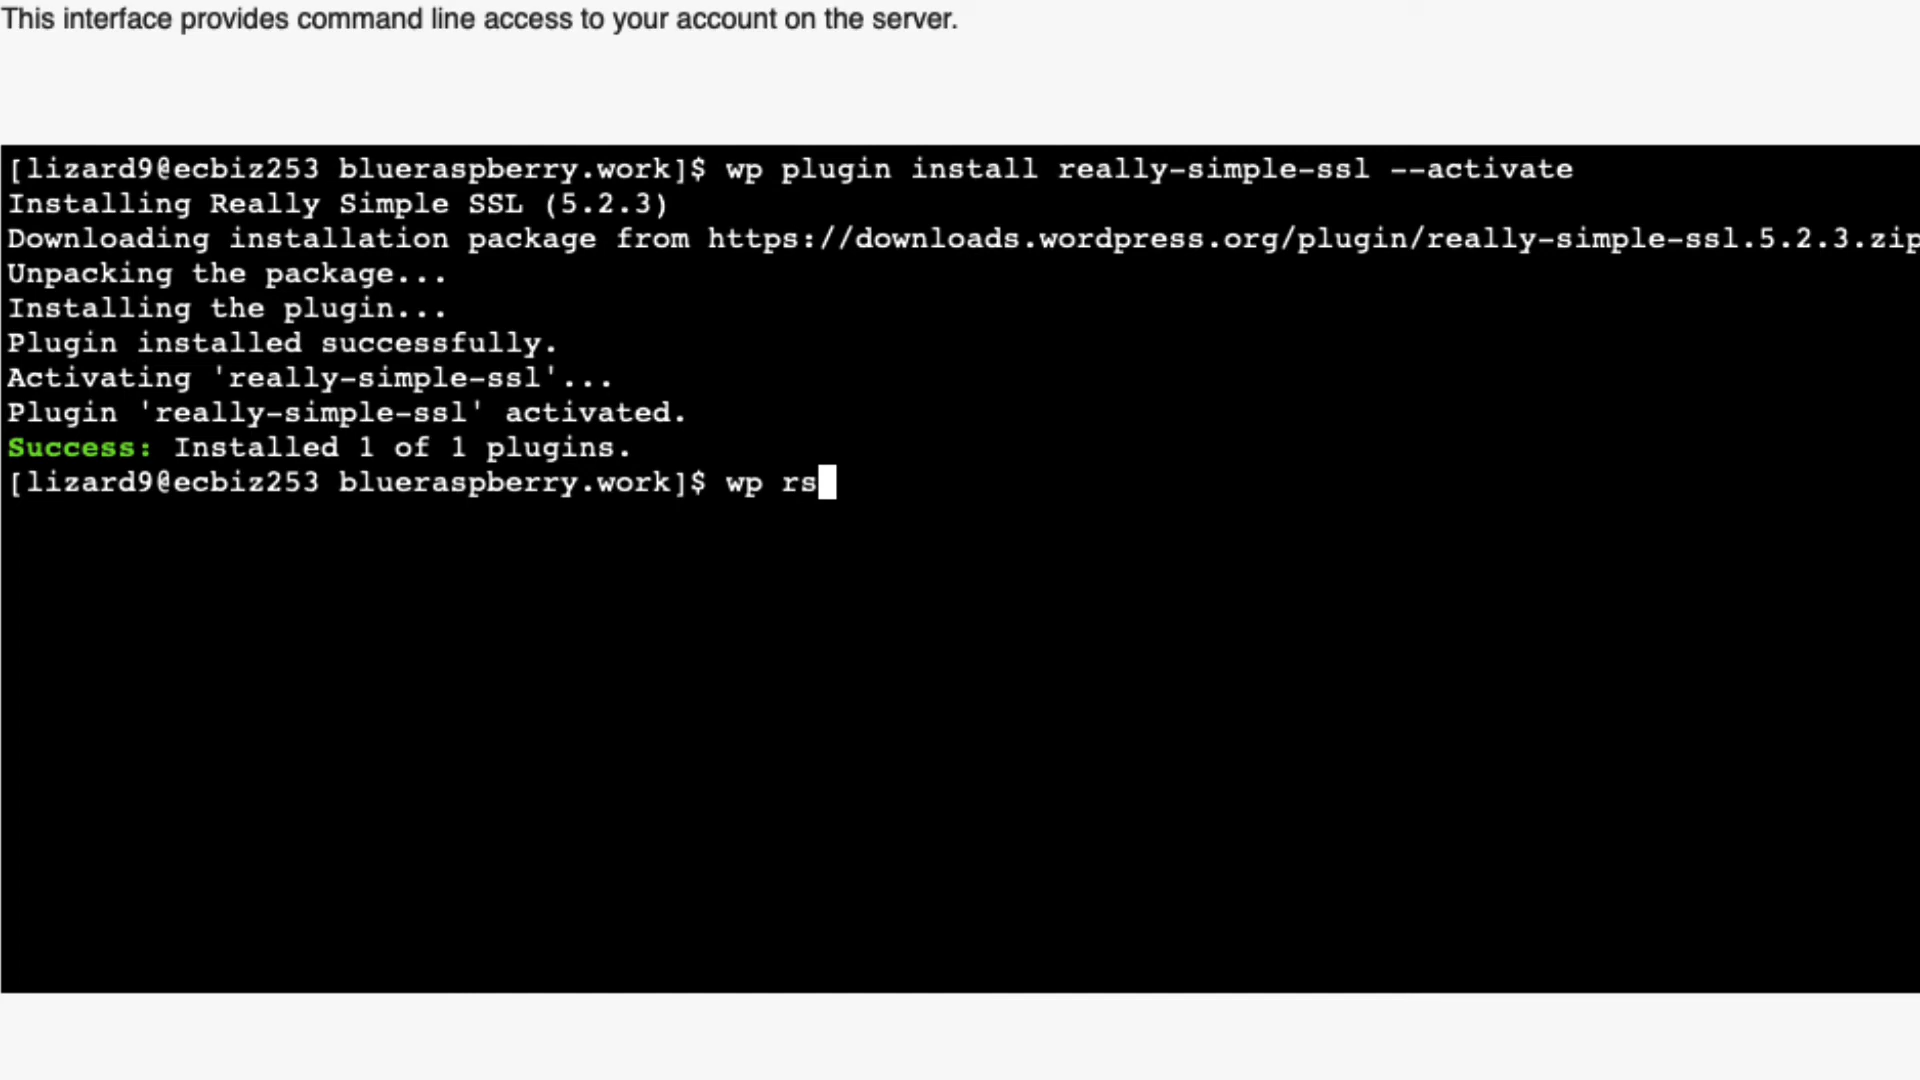 This interface provides command line access to your account on the server.
[lizard9@ecbiz253 blueraspberry.work]$ wp plugin install really-simple-ssl --activate
Installing Really Simple SSL (5.2.3)
Downloading installation package from https://downloads.wordpress.org/plugin/really-simple-ssl.5.2.3.zip
Unpacking the package...
Installing the plugin...
Plugin installed successfully.
Activating 'really-simple-ssl'...
Plugin 'really-simple-ssl' activated.
Success: Installed 1 of 1 plugins.
[lizard9@ecbiz253 blueraspberry.work]$ wp rs